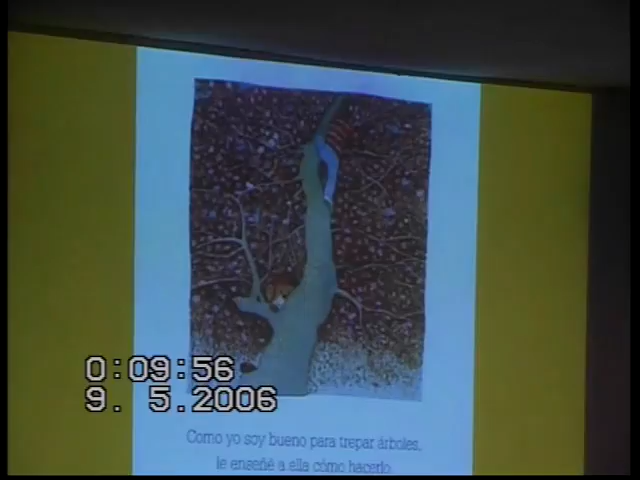 0:09:56
9. 5.2006
Como yo soy bueno para trepar árboles,
le enseñé a ella cómo hacerlo.